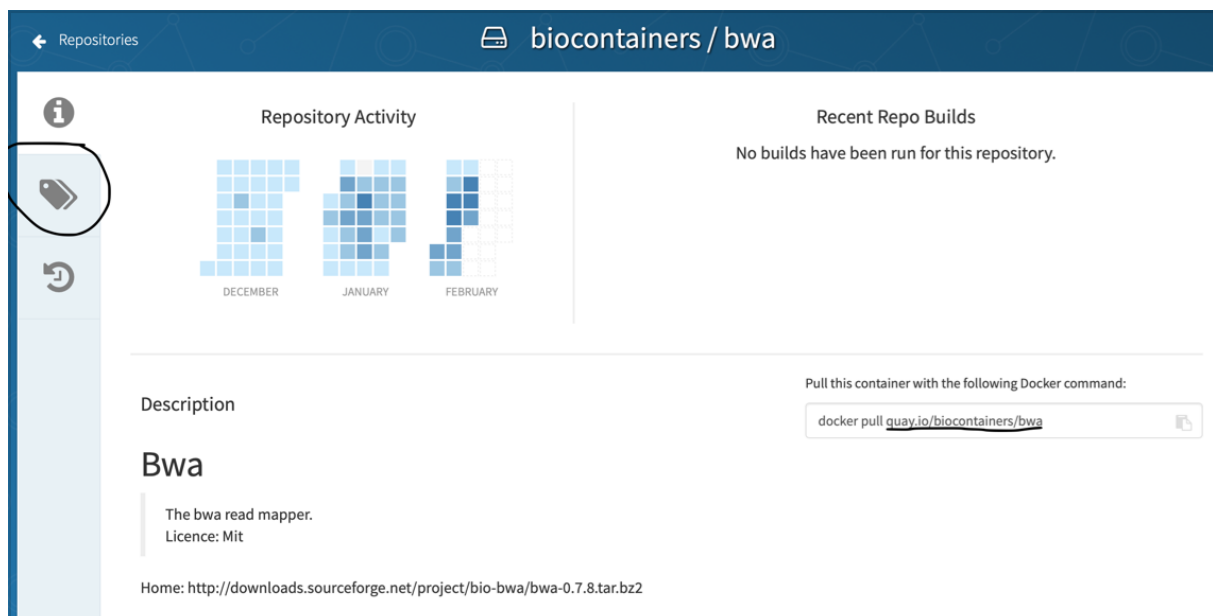 Repositories
biocontainers / bwa
Repository Activity
DECEMBER
JANUARY
FEBRUARY
Recent Repo Builds
No builds have been run for this repository.
Description
Pull this container with the following Docker command:
docker pull quay.io/biocontainers/bwa
Bwa
The bwa read mapper.
Licence: Mit
Home: http://downloads.sourceforge.net/project/bio-bwa/bwa-0.7.8.tar.bz2